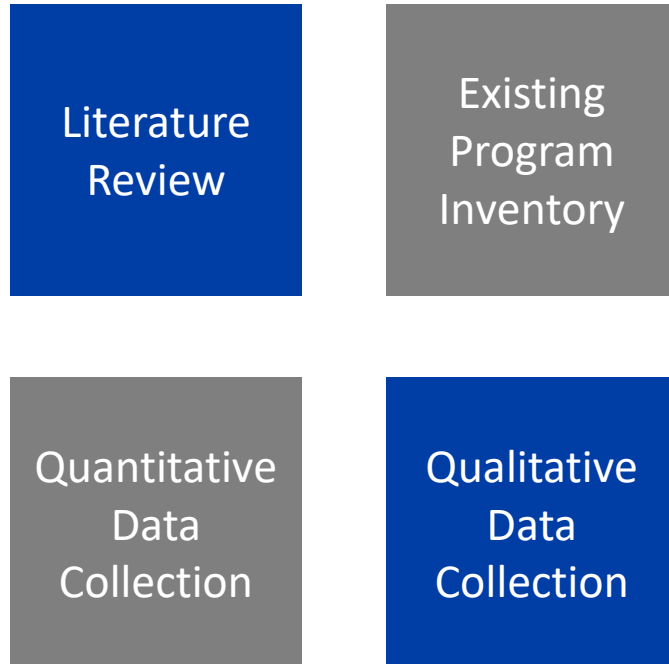 Literature
Review
Existing
Program
Inventory
Quantitative
Data
Collection
Qualitative
Data
Collection